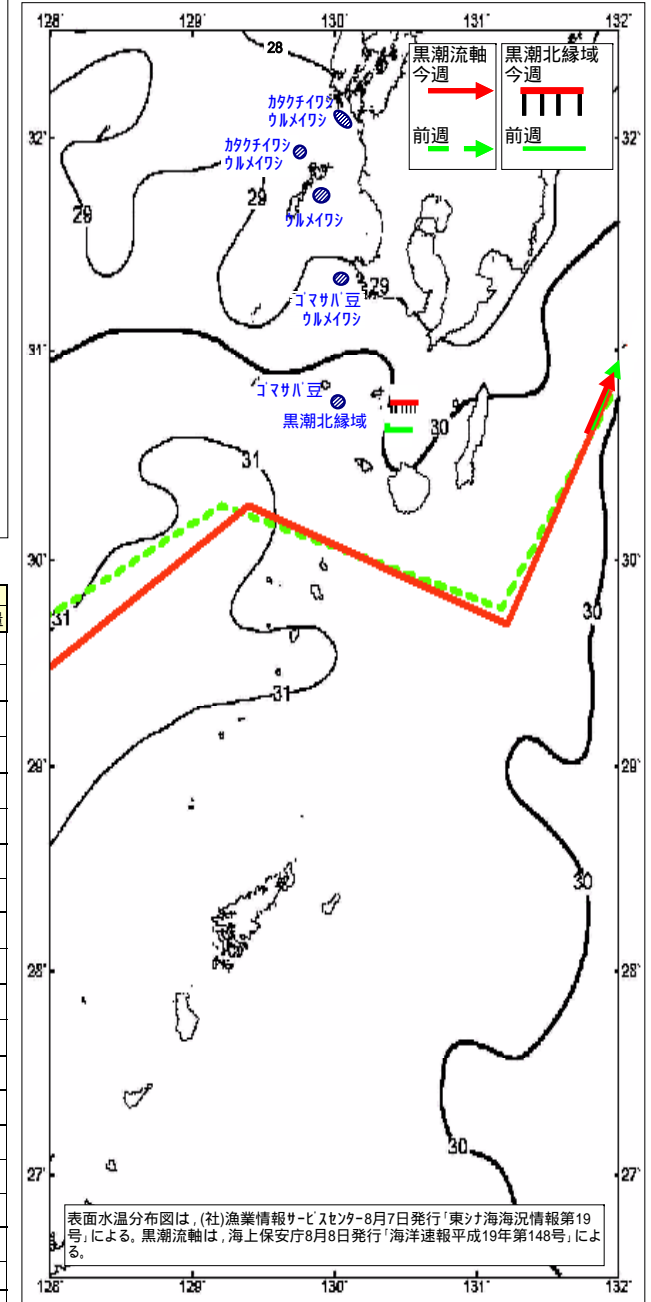 128° 129° 130° 131° 132°
黒潮流軸
今週
前週
黒潮北縁域
今週
前週
28
カタクチイワシ
ウルメイワシ
32°
32°
カタクチイワシ
ウルメイワシ
29
29
ウルメイワシ
29
ゴマサバ豆
ウルメイワシ
31°
31°
ゴマサバ豆
黒潮北縁域
30
31
30°
30°
31
30
31
29°
29°
30
28°
28°
30
27°
27°
表面水温分布図は,(社)漁業情報サービスセンター8月7日発行「東シナ海海況情報第19
号」による。黒潮流軸は,海上保安庁8月8日発行「海洋速報平成19年第148号」によ
る。
128° 129° 130° 131° 132°